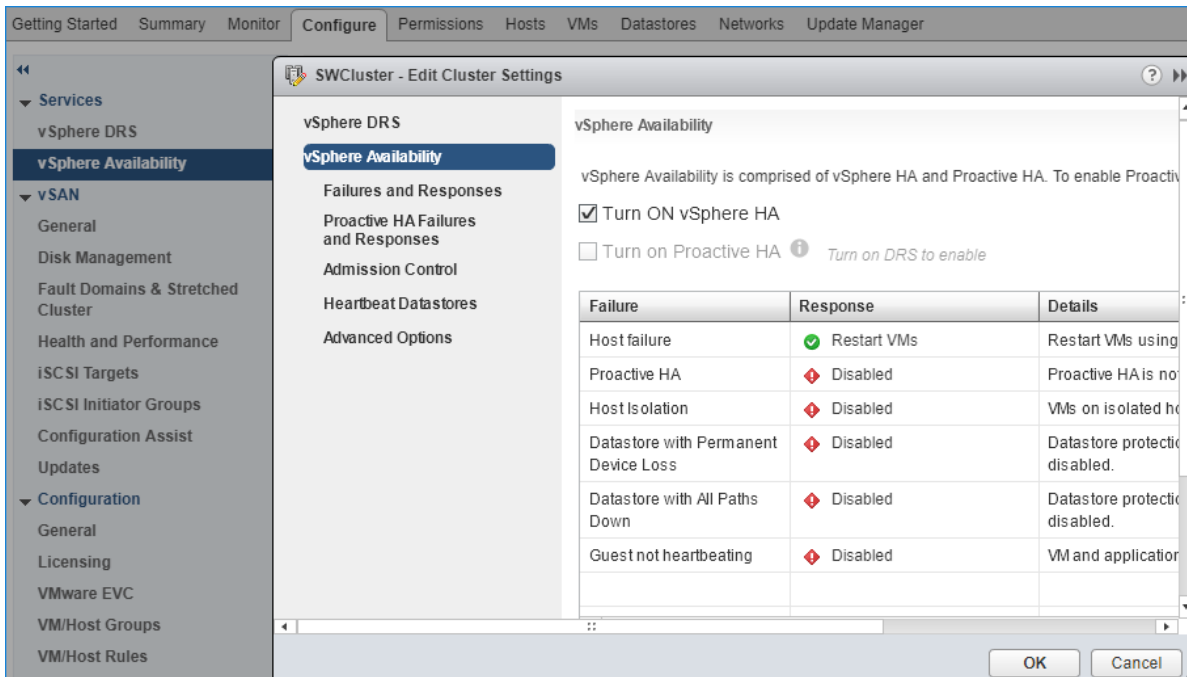 Getting Started Summary Monitor Configure Permissions Hosts VMs Datastores Networks Update Manager
Services
vSphere DRS
vSphere Availability
vSAN
General
Disk Management
Fault Domains & Stretched
Cluster
Health and Performance
iSCSI Targets
iSCSI Initiator Groups
Configuration Assist
Updates
Configuration
General
Licensing
VMware EVC
VM/Host Groups
VM/Host Rules
SWCluster - Edit Cluster Settings ?
vSphere DRS
vSphere Availability
Failures and Responses
Proactive HA Failures
and Responses
Admission Control
Heartbeat Datastores
Advanced Options
vSphere Availability
vSphere Availability is comprised of vSphere HA and Proactive HA. To enable Proactiv
Turn ON vSphere HA
Turn on Proactive HA Turn on DRS to enable
Failure Response Details
Host failure Restart VMs Restart VMs using
Proactive HA Disabled Proactive HA is not
Host Isolation Disabled VMs on isolated ho
Datastore with Permanent Disabled Datastore protectio
Device Loss disabled.
Datastore with All Paths Disabled Datastore protectio
Down disabled.
Guest not heartbeating Disabled VM and application
OK Cancel